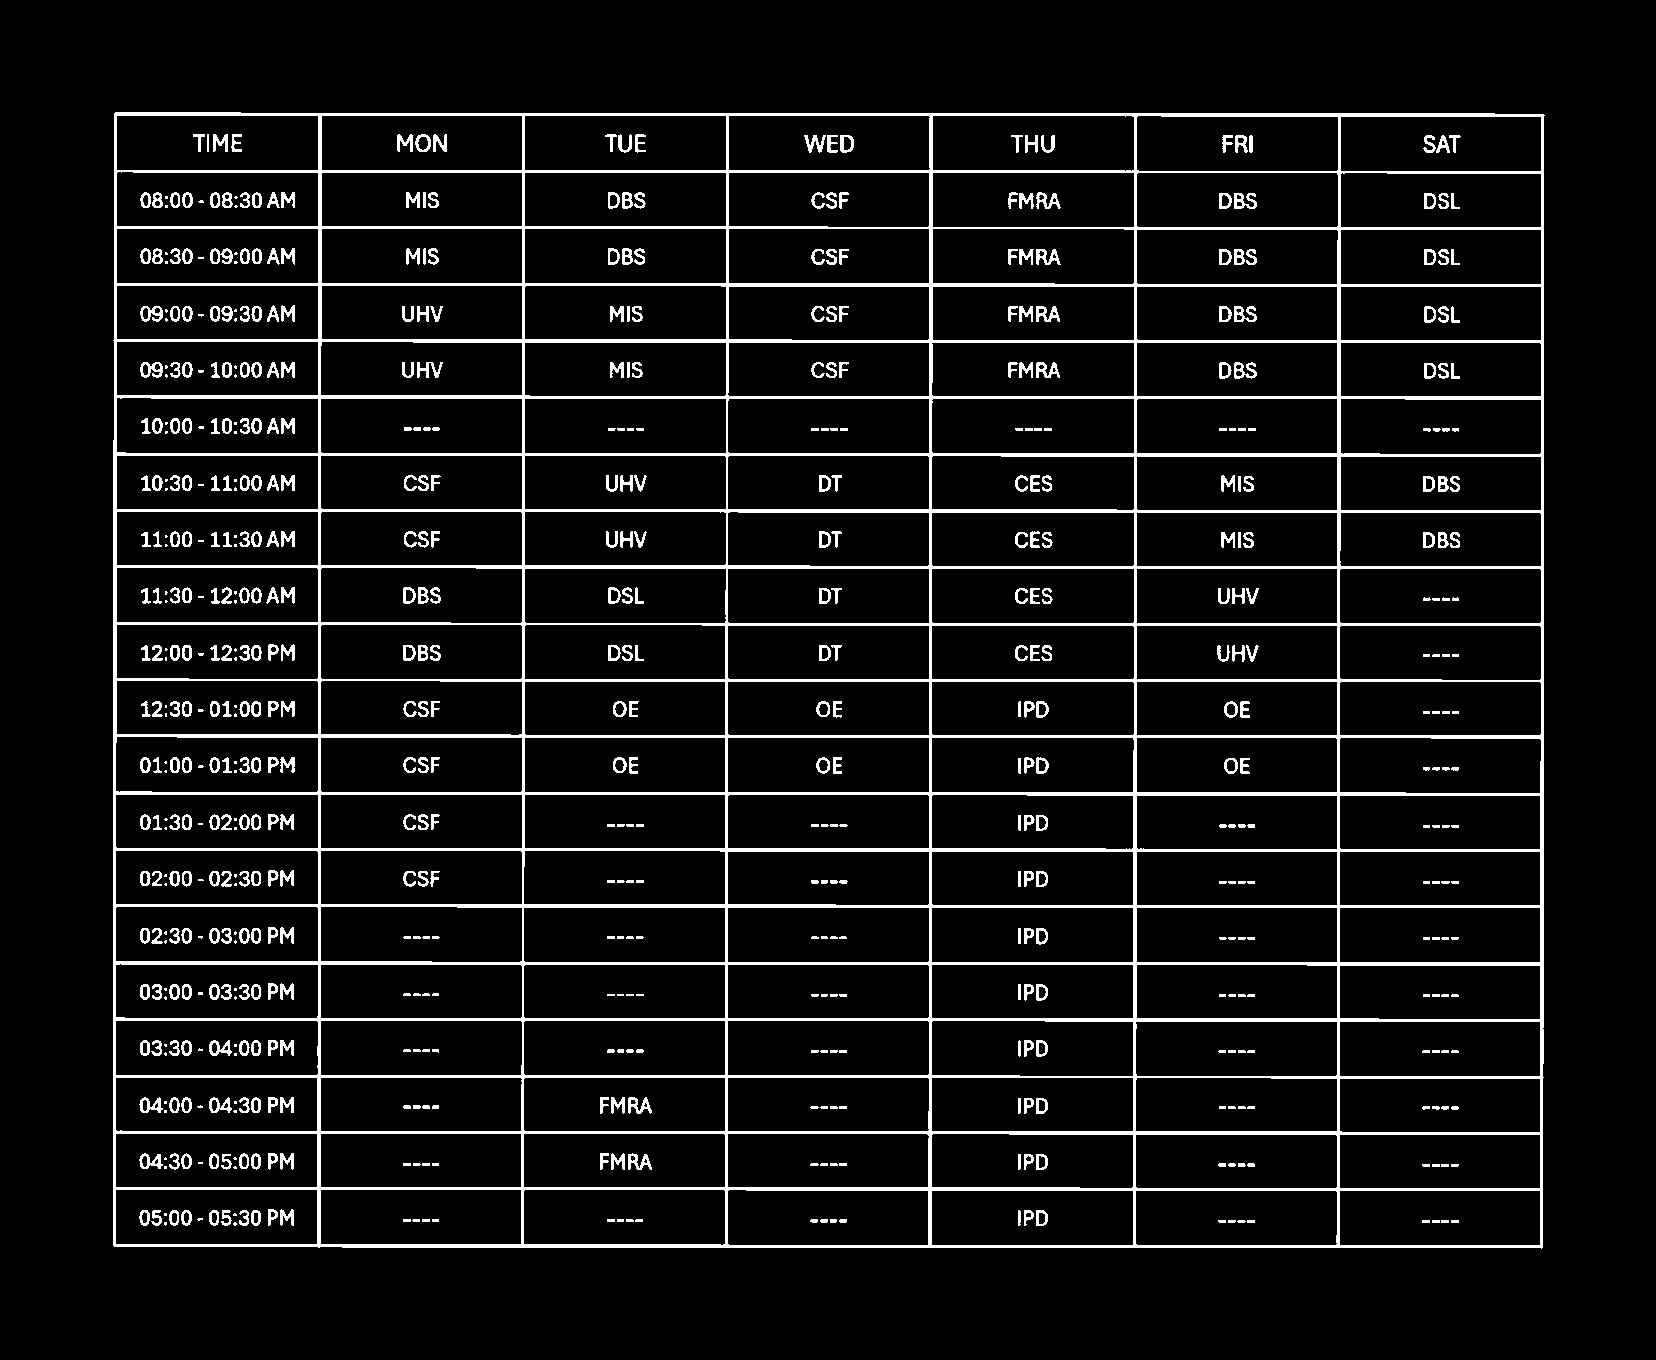 TIME MON TUE WED THU FRI SAT
08:00 - 08:30 AM MIS DBS CSF FMRA DBS DSL
08:30 - 09:00 AM MIS DBS CSF FMRA DBS DSL
09:00 - 09:30 AM UHV MIS CSF FMRA DBS DSL
09:30 - 10:00 AM UHV MIS CSF FMRA DBS DSL
10:00 - 10:30 AM ---- ---- ---- ---- ---- ----
10:30 - 11:00 AM CSF UHV DT CES MIS DBS
11:00 - 11:30 AM CSF UHV DT CES MIS DBS
11:30 - 12:00 AM DBS DSL DT CES UHV ----
12:00 - 12:30 PM DBS DSL DT CES UHV ----
12:30 - 01:00 PM CSF OE OE IPD OE ----
01:00 - 01:30 PM CSF OE OE IPD OE ----
01:30 - 02:00 PM CSF ---- ---- IPD ---- ----
02:00 - 02:30 PM CSF ---- ---- IPD ---- ----
02:30 - 03:00 PM ---- ---- ---- IPD ---- ----
03:00 - 03:30 PM ---- ---- ---- IPD ---- ----
03:30 - 04:00 PM ---- ---- ---- IPD ---- ----
04:00 - 04:30 PM ---- FMRA ---- IPD ---- ----
04:30 - 05:00 PM ---- FMRA ---- IPD ---- ----
05:00 - 05:30 PM ---- ---- ---- IPD ---- ----